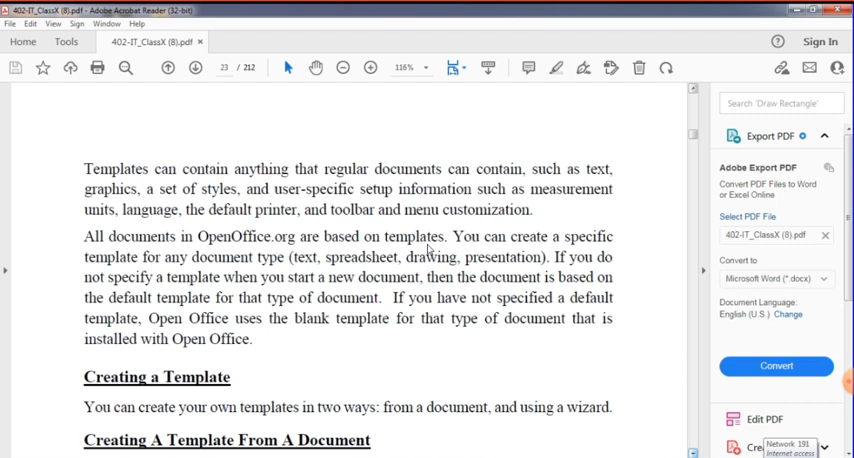 402-IT_ClassX (8).pdf - Adobe Acrobat Reader (32-bit)
File Edit View Sign Window Help
Home Tools 402-IT_ClassX (8).pdf × Sign In
23 / 212 116%
Templates can contain anything that regular documents can contain, such as text,
graphics, a set of styles, and user-specific setup information such as measurement
units, language, the default printer, and toolbar and menu customization.
All documents in OpenOffice.org are based on templates. You can create a specific
template for any document type (text, spreadsheet, drawing, presentation). If you do
not specify a template when you start a new document, then the document is based on
the default template for that type of document. If you have not specified a default
template, Open Office uses the blank template for that type of document that is
installed with Open Office.
Creating a Template
You can create your own templates in two ways: from a document, and using a wizard.
Creating A Template From A Document
Search 'Draw Rectangle'
Export PDF
Adobe Export PDF
Convert PDF Files to Word
or Excel Online
Select PDF File
402-IT_ClassX (8).pdf
Convert to
Microsoft Word (*.docx)
Document Language:
English (U.S.) Change
Convert
Edit PDF
Network 191
Internet access